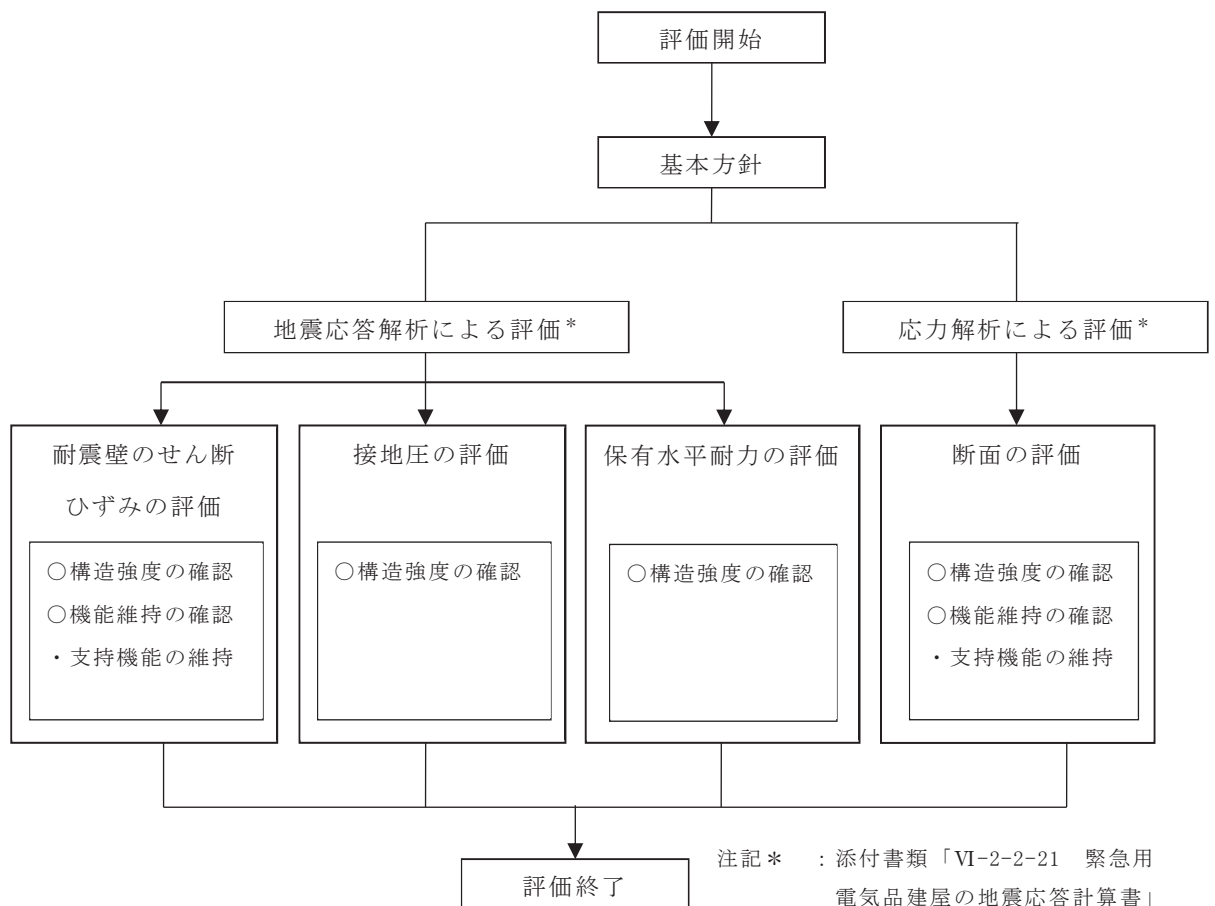 評価開始
基本方針
地震応答解析による評価*
応力解析による評価*
耐震壁のせん断
ひずみの評価
○構造強度の確認
○機能維持の確認
・支持機能の維持
接地圧の評価
○構造強度の確認
保有水平耐力の評価
○構造強度の確認
断面の評価
○構造強度の確認
○機能維持の確認
・支持機能の維持
評価終了
注記* :添付書類「Ⅵ-2-2-21 緊急用
電気品建屋の地震応答計算書」